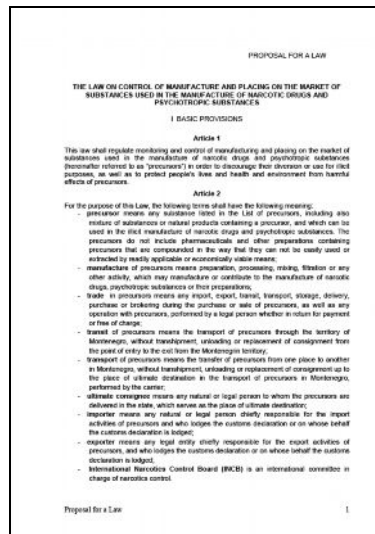 PROPOSAL FOR A LAW
THE LAW ON CONTROL OF MANUFACTURE AND PLACING ON THE MARKET OF
SUBSTANCES USED IN THE MANUFACTURE OF NARCOTIC DRUGS AND
PSYCHOTROPIC SUBSTANCES
I BASIC PROVISIONS
Article 1
This law shall regulate monitoring and control of manufacturing and placing on the market of
substances used in the manufacture of narcotic drugs and psychotropic substances
(hereinafter referred to as "precursors") in order to discourage their diversion or use for illicit
purposes, as well as to protect people's lives and health and environment from harmful
effects of precursors.
Article 2
For the purpose of this Law, the following terms shall have the following meaning:
- precursor means any substance listed in the List of precursors, including also
mixture of substances or natural products containing a precursor, and which can be
used in the illicit manufacture of narcotic drugs and psychotropic substances. The
precursors do not include pharmaceuticals and other preparations containing
precursors that are compounded in the way that they can not be easily used or
extracted by readily applicable or economically viable means;
- manufacture of precursors means preparation, processing, mixing, filtration or any
other activity, which may manufacture or contribute to the manufacture of narcotic
drugs, psychotropic substances or their preparations;
- trade in precursors means any import, export, transit, transport, storage, delivery,
purchase or brokering during the purchase or sale of precursors, as well as any
operation with precursors, performed by a legal person whether in return for payment
or free of charge;
- transit of precursors means the transport of precursors through the territory of
Montenegro, without transhipment, unloading or replacement of consignment from
the point of entry to the exit from the Montenegrin territory;
- transport of precursors means the transfer of precursors from one place to another
in Montenegro, without transhipment, unloading or replacement of consignment up to
the place of ultimate destination in the transport of precursors in Montenegro,
performed by the carrier;
- ultimate consignee means any natural or legal person to whom the precursors are
delivered in the state, which serves as the place of ultimate destination;
- importer means any natural or legal person chiefly responsible for the import
activities of precursors and who lodges the customs declaration or on whose behalf
the customs declaration is lodged;
- exporter means any legal entity chiefly responsible for the export activities of
precursors, and who lodges the customs declaration or on whose behalf the customs
declaration is lodged;
- International Narcotics Control Board (INCB) is an international committee in
charge of narcotics control.
Proposal for a Law 1